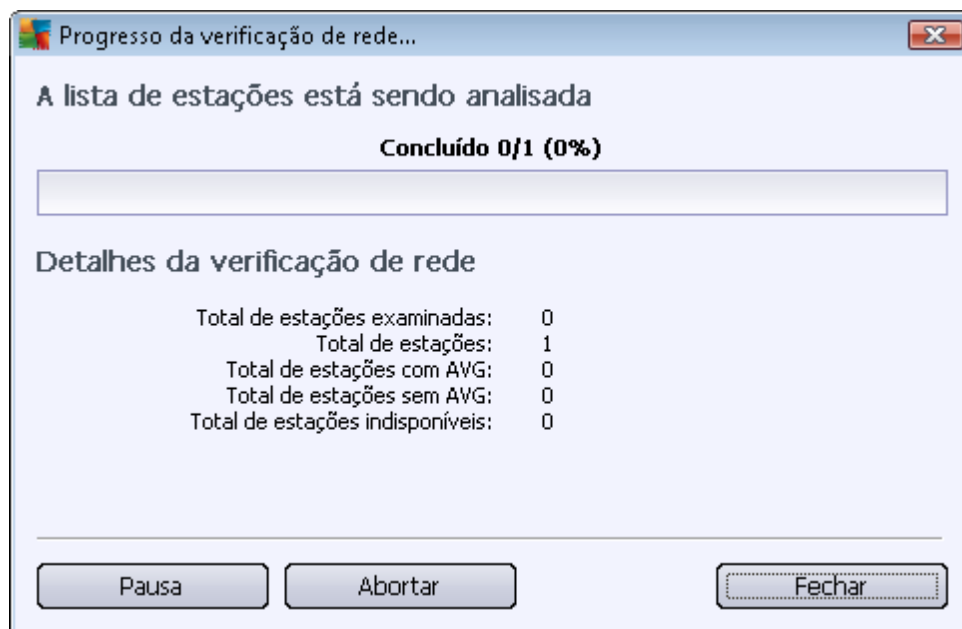 Progresso da verificação de rede...
A lista de estações está sendo analisada
Concluído 0/1 (0%)
Detalhes da verificação de rede
Total de estações examinadas: 0
Total de estações: 1
Total de estações com AVG: 0
Total de estações sem AVG: 0
Total de estações indisponíveis: 0
Pausa Abortar Fechar